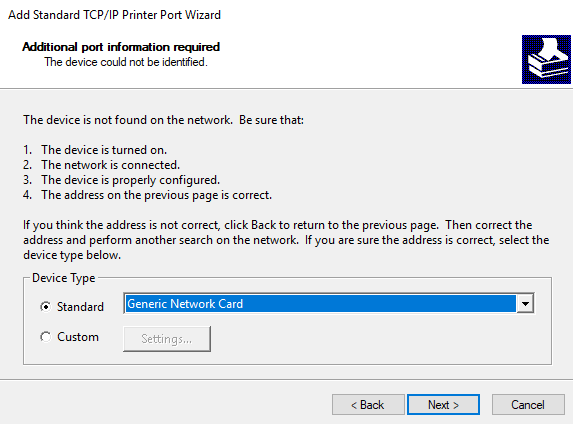 Add Standard TCP/IP Printer Port Wizard
Additional port information required
The device could not be identified.
The device is not found on the network.  Be sure that:
1.  The device is turned on.
2.  The network is connected.
3.  The device is properly configured.
4.  The address on the previous page is correct.
If you think the address is not correct, click Back to return to the previous page.  Then correct the
address and perform another search on the network.  If you are sure the address is correct, select the
device type below.
Device Type
Standard
Generic Network Card
Custom
Settings...
< Back
Next >
Cancel